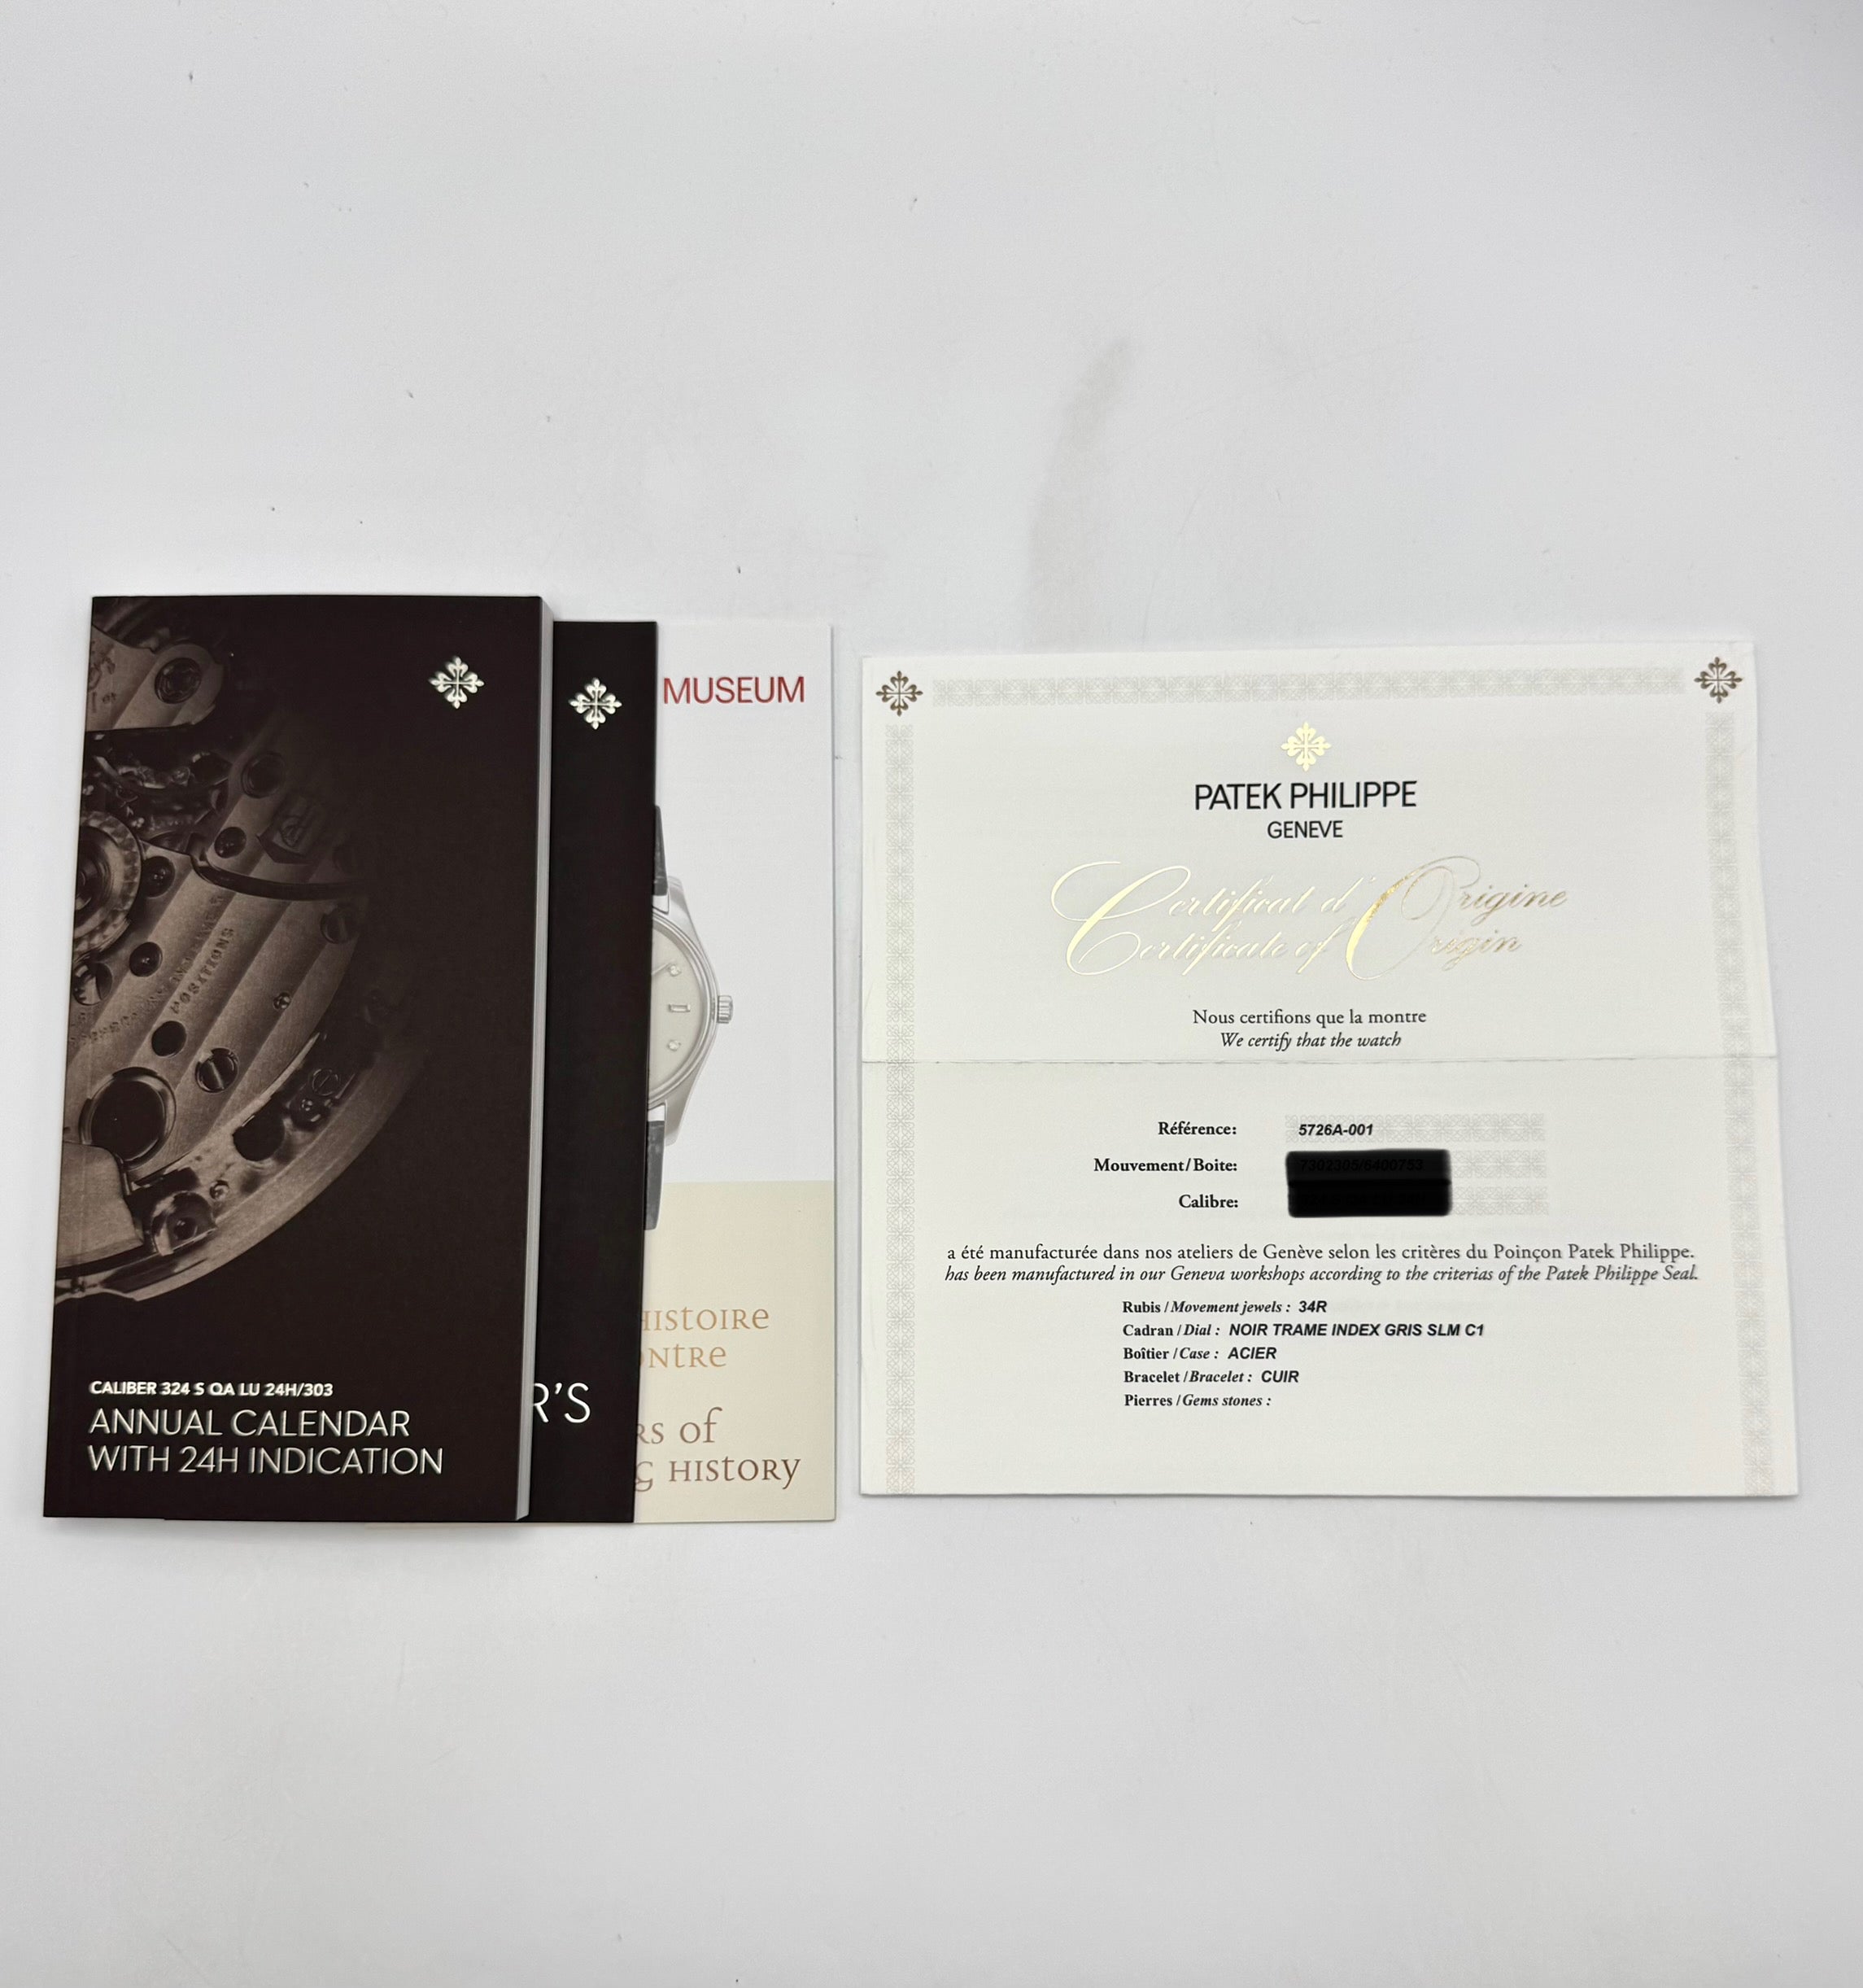 CALIBER 324 S QA LU 24H/303
ANNUAL CALENDAR
WITH 24H INDICATION
R'S
MUSEUM
HISTOIRE
ONTRE
RS of
G HISTORY
PATEK PHILIPPE
GENEVE
Certificat d'Origine
Certificate of Origin
Nous certifions que la montre
We certify that the watch
Référence: 5726A-001
Mouvement/Boite:
Calibre:
a été manufacturée dans nos ateliers de Genève selon les critères du Poinçon Patek Philippe.
has been manufactured in our Geneva workshops according to the criterias of the Patek Philippe Seal.
Rubis / Movement jewels : 34R
Cadran / Dial : NOIR TRAME INDEX GRIS SLM C1
Boîtier / Case : ACIER
Bracelet / Bracelet : CUIR
Pierres / Gems stones :